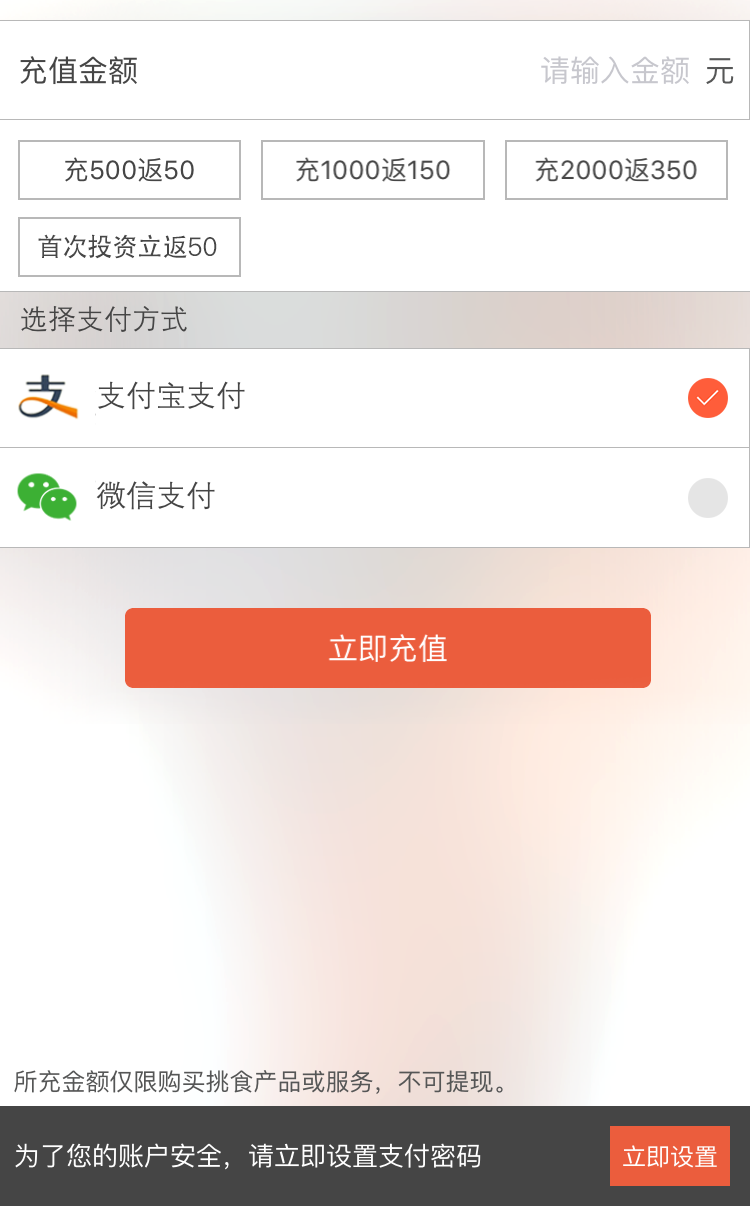 充值金额 请输入金额 元
充500返50 充1000返150 充2000返350
首次投资立返50
选择支付方式
支付宝支付
微信支付
立即充值
所充金额仅限购买挑食产品或服务，不可提现。
为了您的账户安全，请立即设置支付密码 立即设置